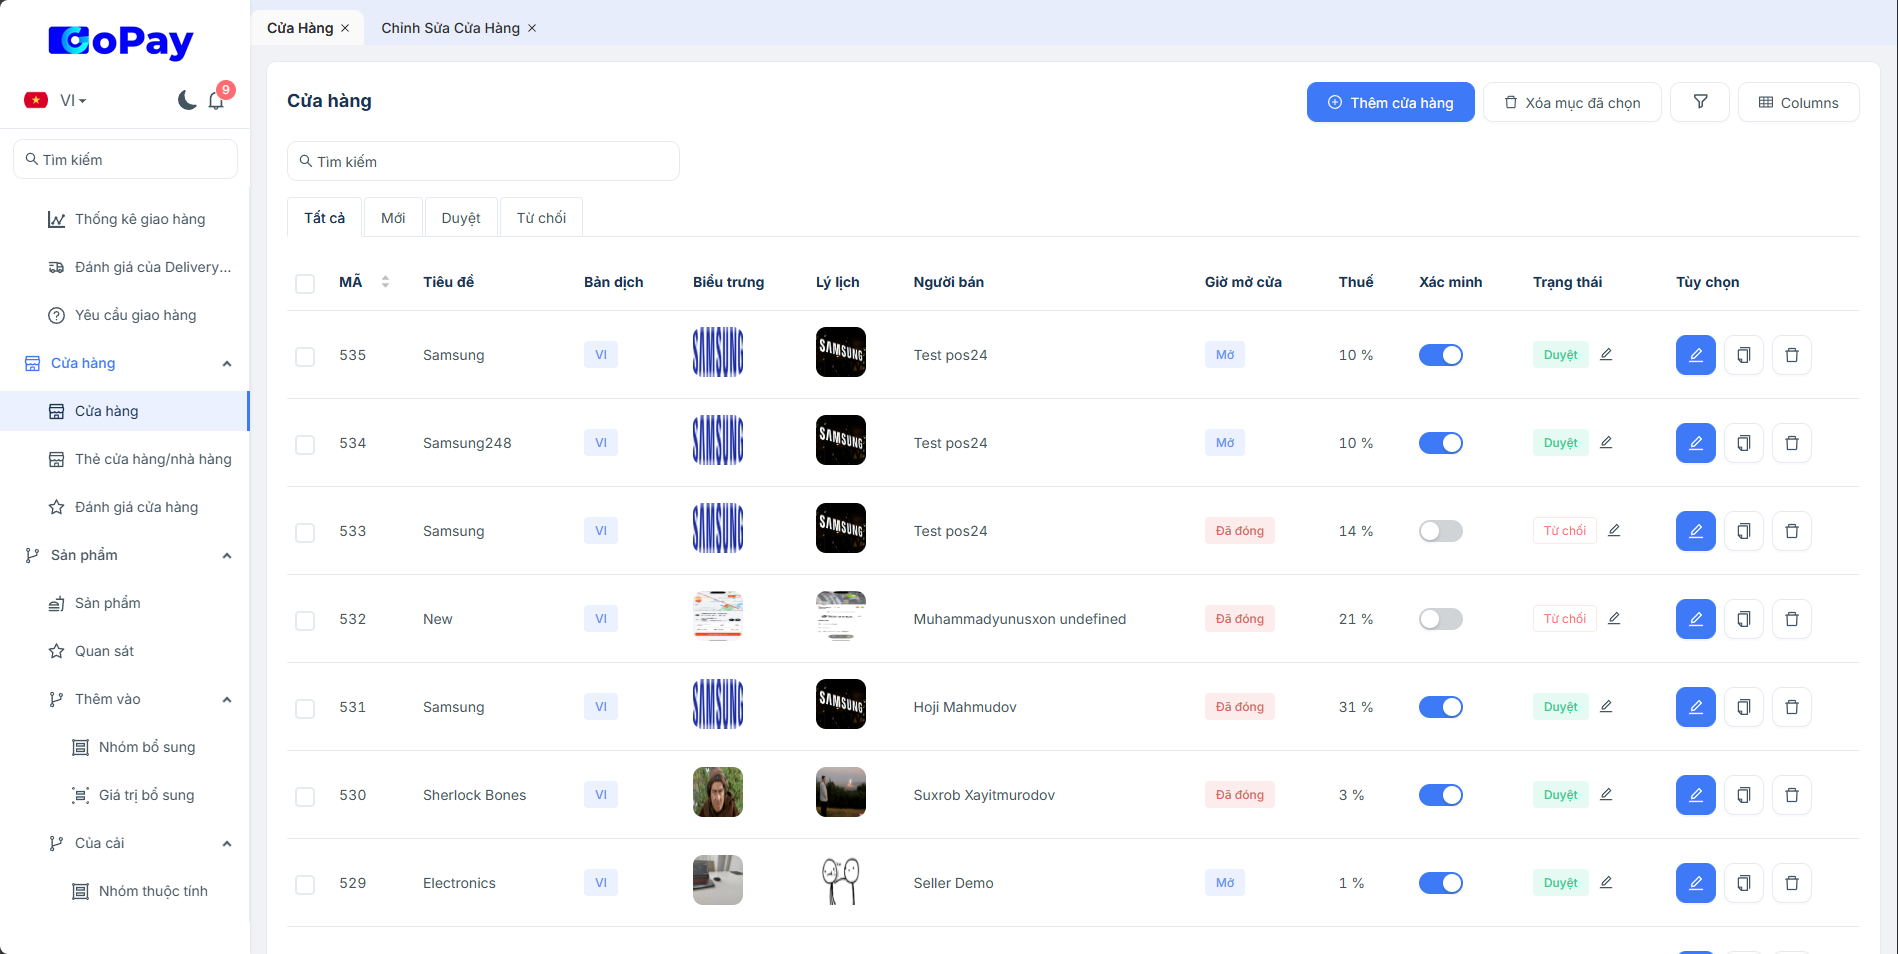 Cửa Hàng
Chỉnh Sửa Cửa Hàng
GoPay
VI
9
Tìm kiếm
Thống kê giao hàng
Đánh giá của Delivery...
Yêu cầu giao hàng
Cửa hàng
Cửa hàng
Thẻ cửa hàng/nhà hàng
Đánh giá cửa hàng
Sản phẩm
Sản phẩm
Quan sát
Thêm vào
Nhóm bổ sung
Giá trị bổ sung
Của cải
Nhóm thuộc tính
Cửa hàng
Thêm cửa hàng
Xóa mục đã chọn
Columns
Tìm kiếm
Tất cả Mới Duyệt Từ chối
MÃ Tiêu đề Bản dịch Biểu trưng Lý lịch Người bán Giờ mở cửa Thuế Xác minh Trạng thái Tùy chọn
535 Samsung VI SAMSUNG SAMSUNG Test pos24 Mở 10 % Duyệt
534 Samsung248 VI SAMSUNG SAMSUNG Test pos24 Mở 10 % Duyệt
533 Samsung VI SAMSUNG SAMSUNG Test pos24 Đã đóng 14 % Từ chối
532 New VI Muhammadyunusxon undefined Đã đóng 21 % Từ chối
531 Samsung VI SAMSUNG SAMSUNG Hoji Mahmudov Đã đóng 31 % Duyệt
530 Sherlock Bones VI Suxrob Xayitmurodov Đã đóng 3 % Duyệt
529 Electronics VI Seller Demo Mở 1 % Duyệt